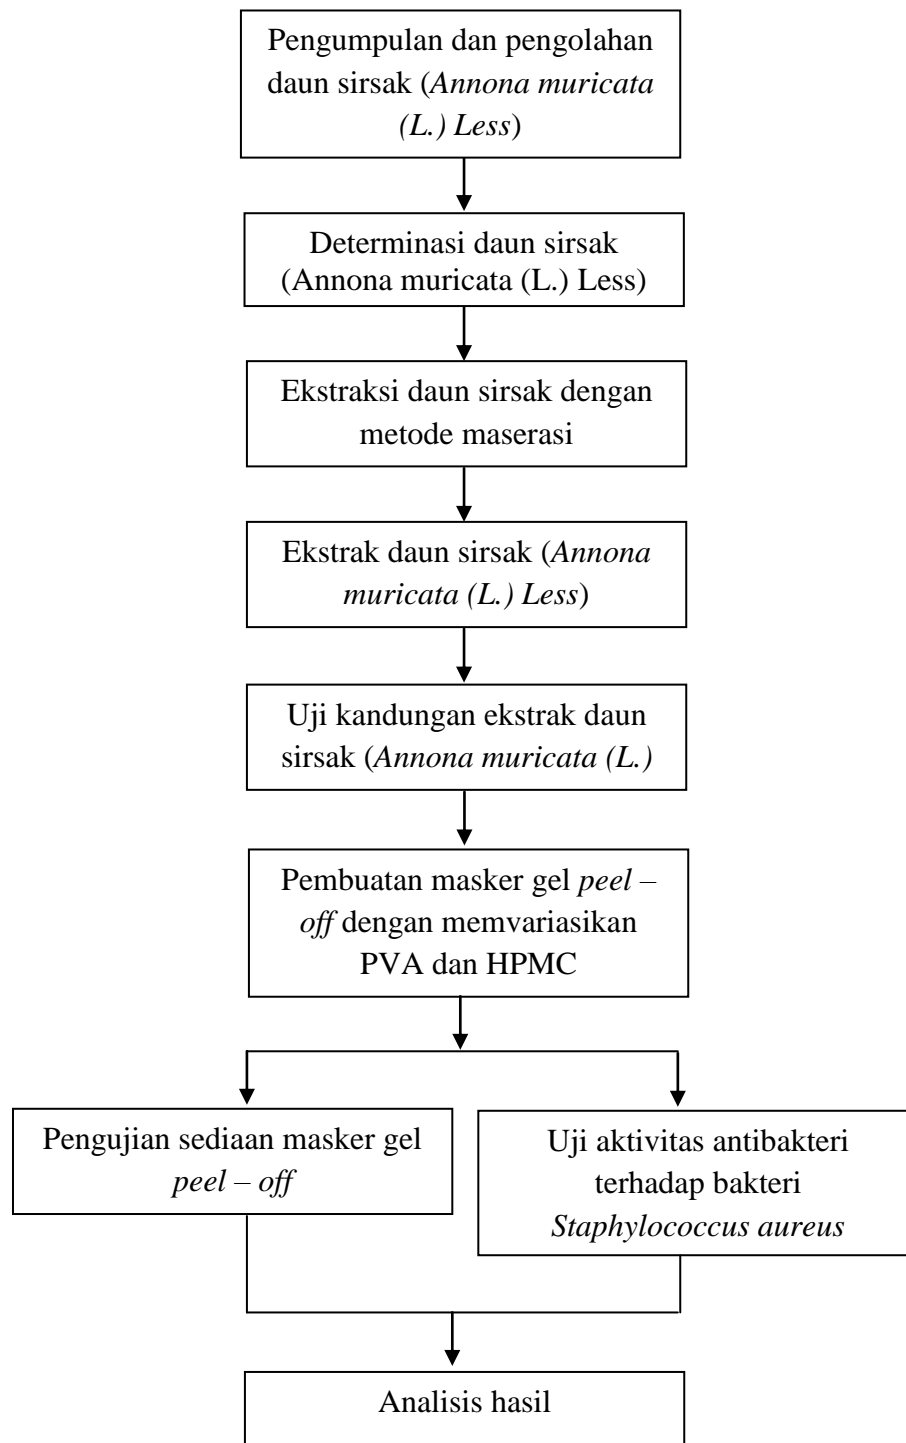 Pengumpulan dan pengolahan
daun sirsak (Annona muricata
(L.) Less)
Determinasi daun sirsak
(Annona muricata (L.) Less)
Ekstraksi daun sirsak dengan
metode maserasi
Ekstrak daun sirsak (Annona
muricata (L.) Less)
Uji kandungan ekstrak daun
sirsak (Annona muricata (L.)
Pembuatan masker gel peel –
off dengan memvariasikan
PVA dan HPMC
Pengujian sediaan masker gel
peel – off
Uji aktivitas antibakteri
terhadap bakteri
Staphylococcus aureus
Analisis hasil